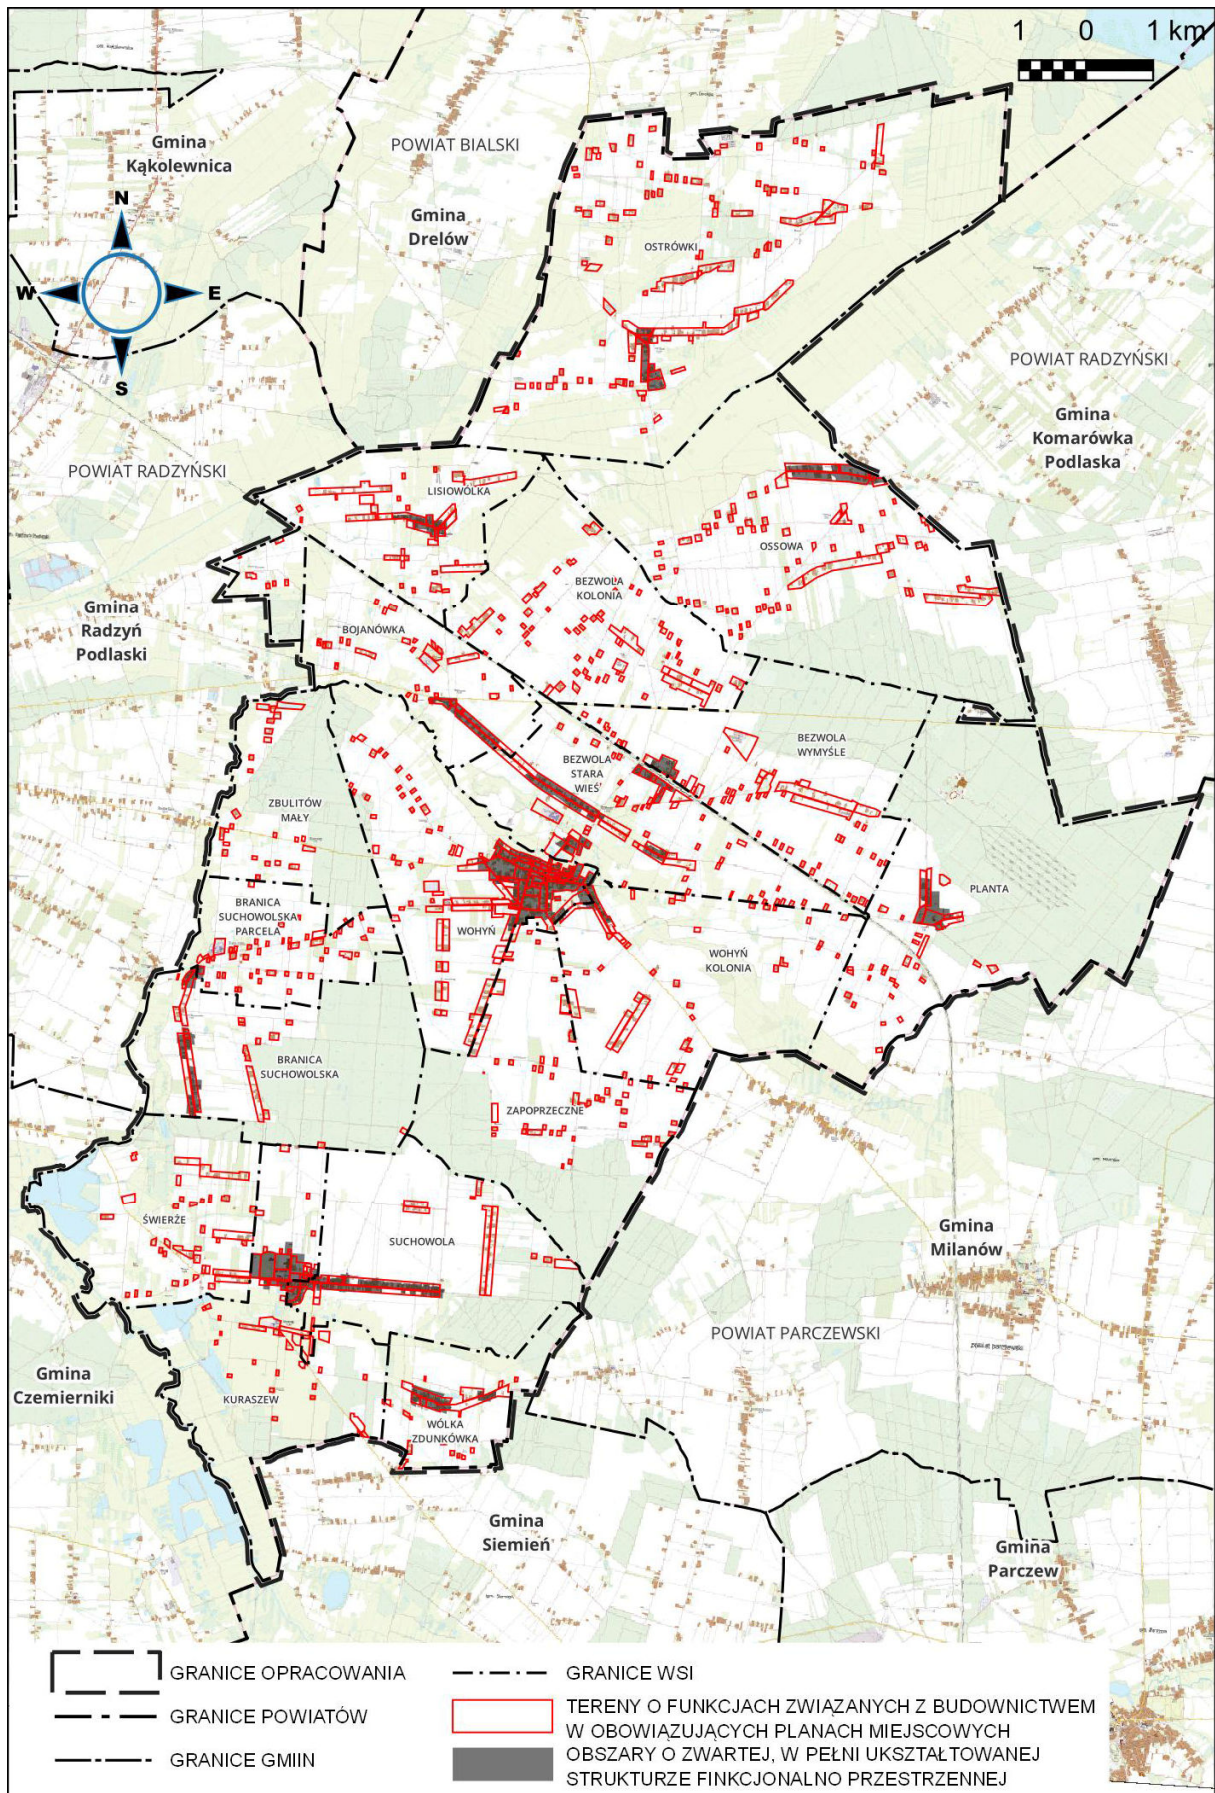 1 0 1 km
Gmina
Kąkolewnica
POWIAT BIALSKI
Gmina
Drelów
N
W E
S
OSTRÓWKI
POWIAT RADZYŃSKI
Gmina
Komarówka
Podlaska
POWIAT RADZYŃSKI
LISIOWÓLKA
OSSOWA
BEZWOLA
KOLONIA
Gmina
Radzyń
Podlaski
BOJANÓWKA
BEZWOLA
WYMYŚLE
BEZWOLA
STARA
WIEŚ
ZBULITÓW
MAŁY
PLANTA
BRANICA
SUCHOWOLSKA
PARCELA
WOHYŃ
WOHYŃ
KOLONIA
BRANICA
SUCHOWOLSKA
ZAPOPRZECZNE
ŚWIERŻE
SUCHOWOLA
Gmina
Milanów
POWIAT PARCZEWSKI
Gmina
Czemierniki
KURASZEW
WÓLKA
ZDUNKÓWKA
Gmina
Siemień
Gmina
Parczew
GRANICE OPRACOWANIA
GRANICE POWIATÓW
GRANICE GMIIN
GRANICE WSI
TERENY O FUNKCJACH ZWIĄZANYCH Z BUDOWNICTWEM
W OBOWIĄZUJĄCYCH PLANACH MIEJSCOWYCH
OBSZARY O ZWARTEJ, W PEŁNI UKSZTAŁTOWANEJ
STRUKTURZE FINKCJONALNO PRZESTRZENNEJ